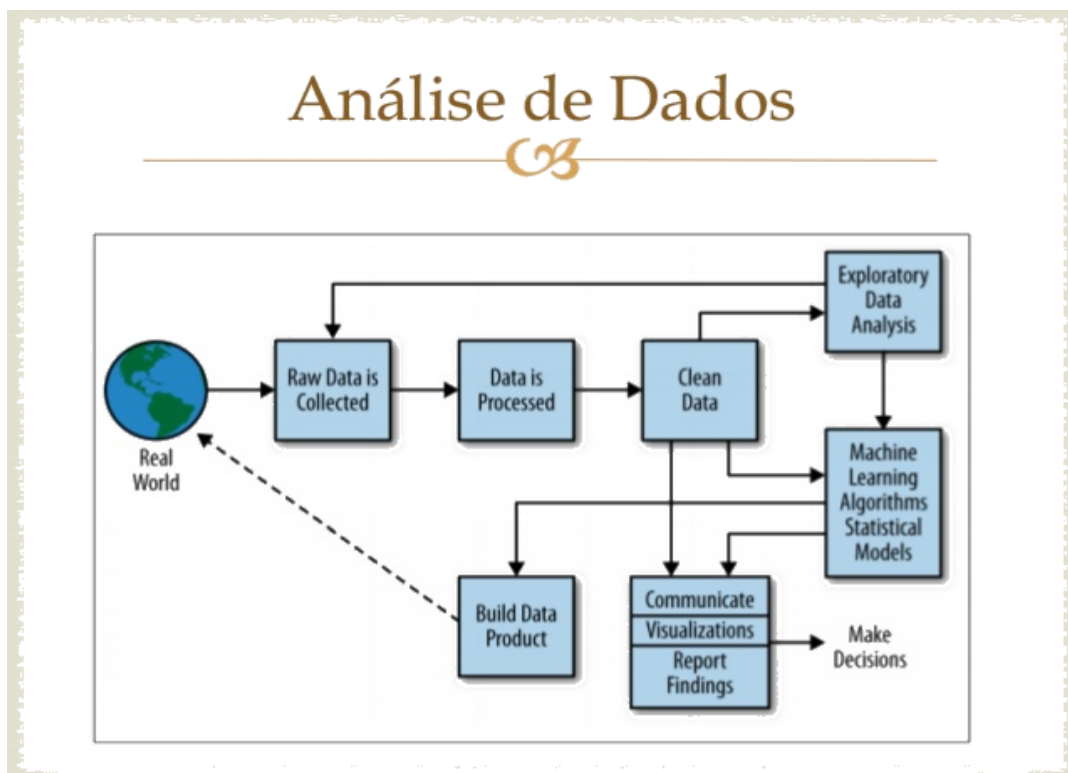 Análise de Dados
Exploratory
Data
Analysis
Raw Data is
Collected
Data is
Processed
Clean
Data
Real
World
Machine
Learning
Algorithms
Statistical
Models
Build Data
Product
Communicate
Visualizations
Report
Findings
Make
Decisions